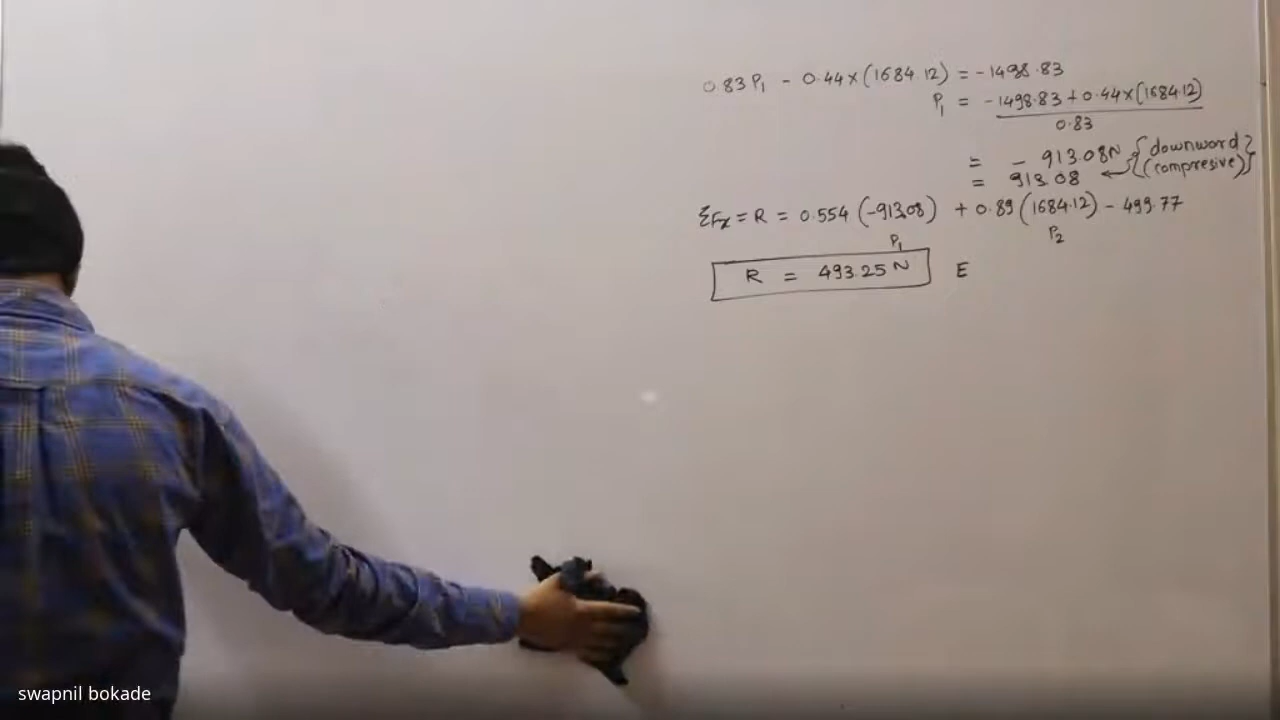 0.83 P₁ - 0.44×(1684.12) = -1498.83
P₁ = -1498.83 + 0.44×(1684.12)
0.83
= - 913.08N {downword}
= 913.08 ← {(compresive)}
ΣFx = R = 0.554 (-913.08) + 0.89 (1684.12) - 499.77
P₁ P₂
R = 493.25 N E
swapnil bokade